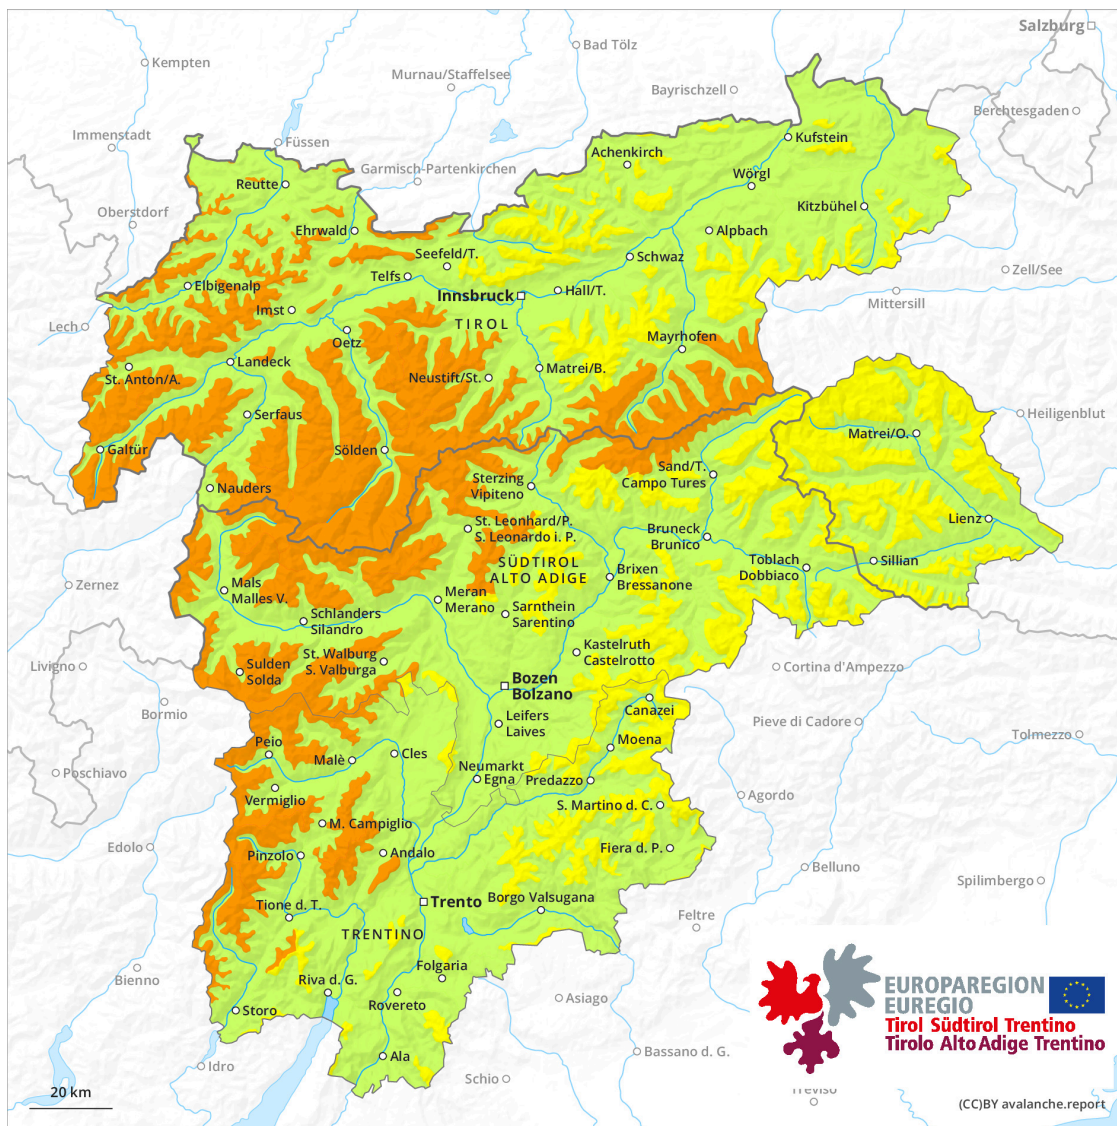 Salzburg
Bad Tölz
Kempten
Murnau/Staffelsee
Bayrischzell
Berchtesgaden
Immenstadt
Füssen
Kufstein
Achenkirch
Garmisch-Partenkirchen
Wörgl
Reutte
Kitzbühel
Oberstdorf
Ehrwald
Alpbach
Seefeld/T.
Schwaz
Telfs
Zell/See
Elbigenalp
Innsbruck
Hall/T.
Mittersill
Imst
TIROL
Lech
Oetz
Mayrhofen
Landeck
Matrei/B.
St. Anton/A.
Neustift/St.
Serfaus
Heiligenblut
Matrei/O.
Galtür
Sölden
Sand/T.
Campo Tures
Sterzing
Vipiteno
Nauders
Lienz
St. Leonhard/P.
S. Leonardo i. P.
Bruneck
Brunico
SÜDTIROL
ALTO ADIGE
Toblach
Dobbiaco
Sillian
Brixen
Bressanone
Zernez
Mals
Malles V.
Meran
Merano
Sarnthein
Sarentino
Schlanders
Silandro
Kastelruth
Castelrotto
St. Walburg
S. Valburga
Livigno
Sulden
Solda
Cortina d'Ampezzo
Bozen
Bolzano
Canazei
Bormio
Leifers
Laives
Pieve di Cadore
Tolmezzo
Peio
Moena
Cles
Malè
Neumarkt
Egna
Predazzo
Poschiavo
Vermiglio
Agordo
S. Martino d. C.
M. Campiglio
Edolo
Pinzolo
Andalo
Fiera d. P.
Belluno
Spilimbergo
Tione d. T.
Trento
Borgo Valsugana
Feltre
TRENTINO
Folgaria
Bienno
Riva d. G.
Rovereto
Asiago
Storo
EUROPAREGION
EUREGIO
Tirol Südtirol Trentino
Tirolo Alto Adige Trentino
Ala
Bassano d. G.
Idro
Schio
Treviso
20 km
(CC)BY avalanche.report